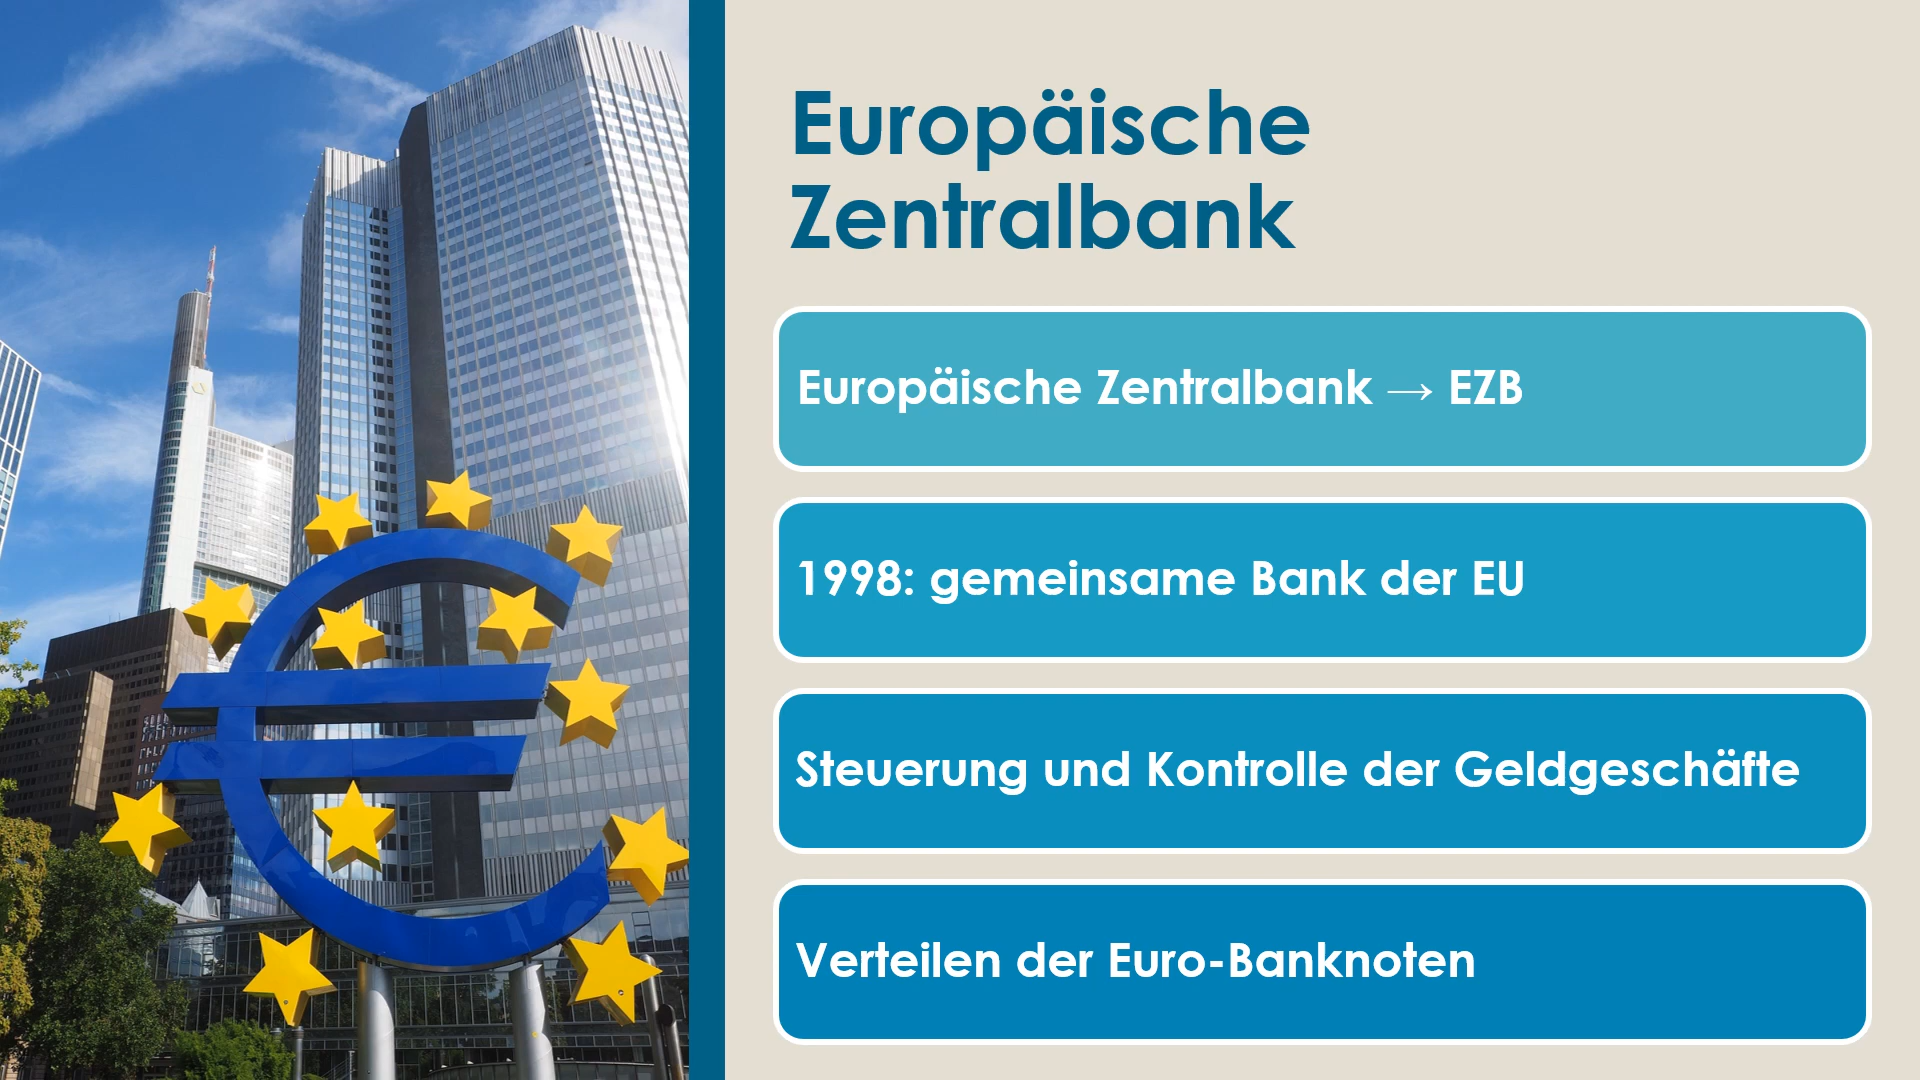 Europäische
Zentralbank
Europäische Zentralbank → EZB
1998: gemeinsame Bank der EU
Steuerung und Kontrolle der Geldgeschäfte
Verteilen der Euro-Banknoten